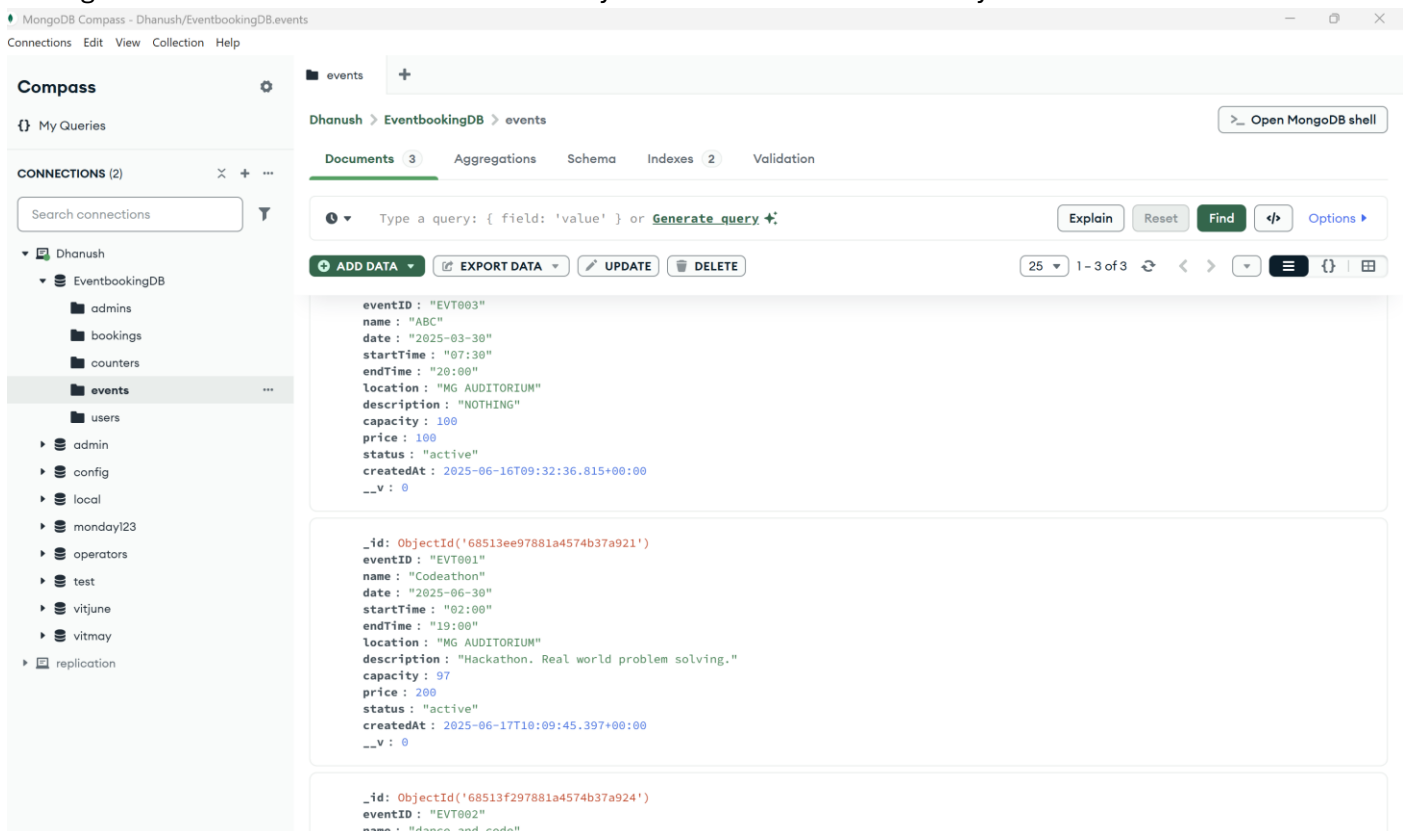 MongoDB Compass - Dhanush/EventbookingDB.events
Connections Edit View Collection Help
Compass
{} My Queries
CONNECTIONS (2)
Search connections
Dhanush
EventbookingDB
admins
bookings
counters
events
users
admin
config
local
monday123
operators
test
vitjune
vitmay
replication
events
Dhanush > EventbookingDB > events
>_ Open MongoDB shell
Documents 3 Aggregations Schema Indexes 2 Validation
Type a query: { field: 'value' } or Generate query
Explain Reset Find </> Options
ADD DATA EXPORT DATA UPDATE DELETE
25 1 – 3 of 3 {}
eventID : "EVT003"
name : "ABC"
date : "2025-03-30"
startTime : "07:30"
endTime : "20:00"
location : "MG AUDITORIUM"
description : "NOTHING"
capacity : 100
price : 100
status : "active"
createdAt : 2025-06-16T09:32:36.815+00:00
__v : 0
_id: ObjectId('68513ee97881a4574b37a921')
eventID : "EVT001"
name : "Codeathon"
date : "2025-06-30"
startTime : "02:00"
endTime : "19:00"
location : "MG AUDITORIUM"
description : "Hackathon. Real world problem solving."
capacity : 97
price : 200
status : "active"
createdAt : 2025-06-17T10:09:45.397+00:00
__v : 0
_id: ObjectId('68513f297881a4574b37a924')
eventID : "EVT002"
name : "dance and code"